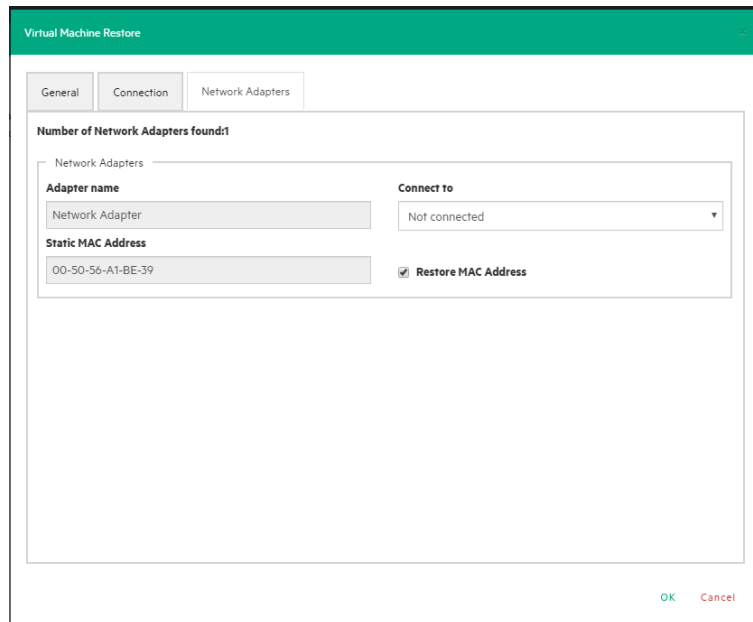 Virtual Machine Restore
General
Connection
Network Adapters
Number of Network Adapters found:1
Network Adapters
Adapter name
Connect to
Network Adapter
Not connected
Static MAC Address
00-50-56-A1-BE-39
Restore MAC Address
OK
Cancel